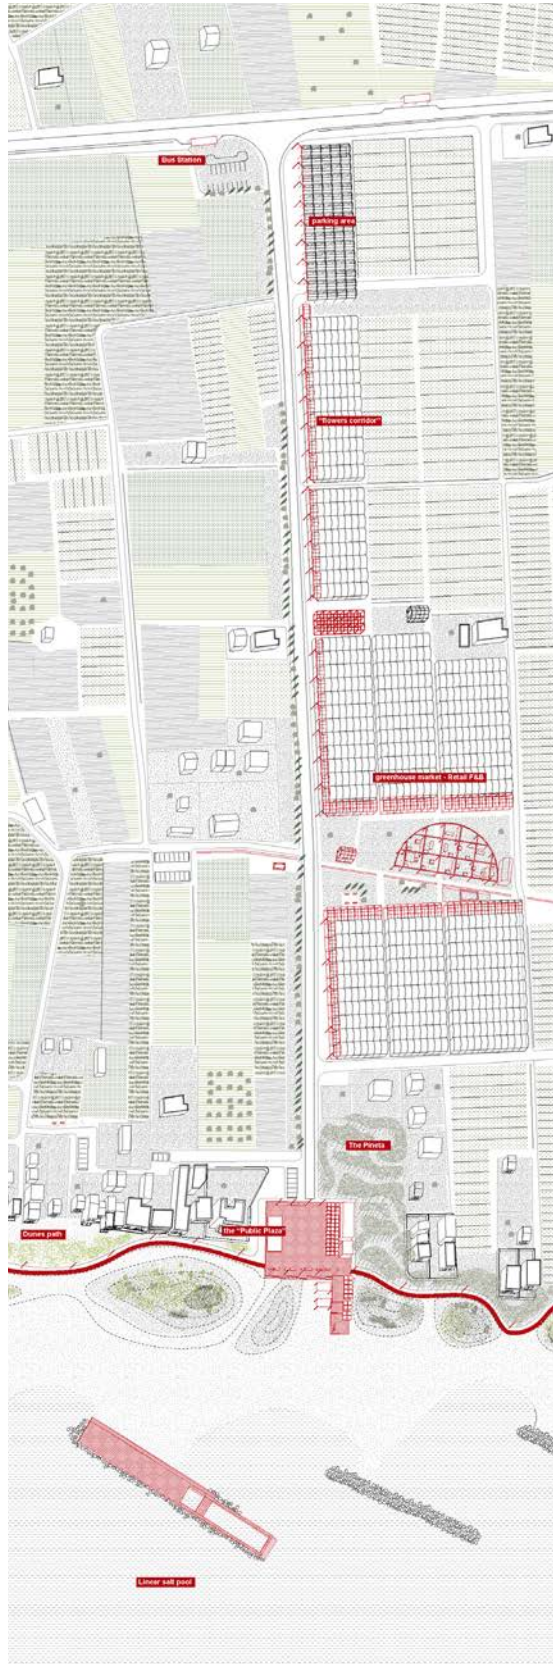 Bus Station
parking area
"flowers corridor"
greenhouse market - Retail F&B
The Pineta
the "Public Plaza"
Dunes path
Linear salt pool